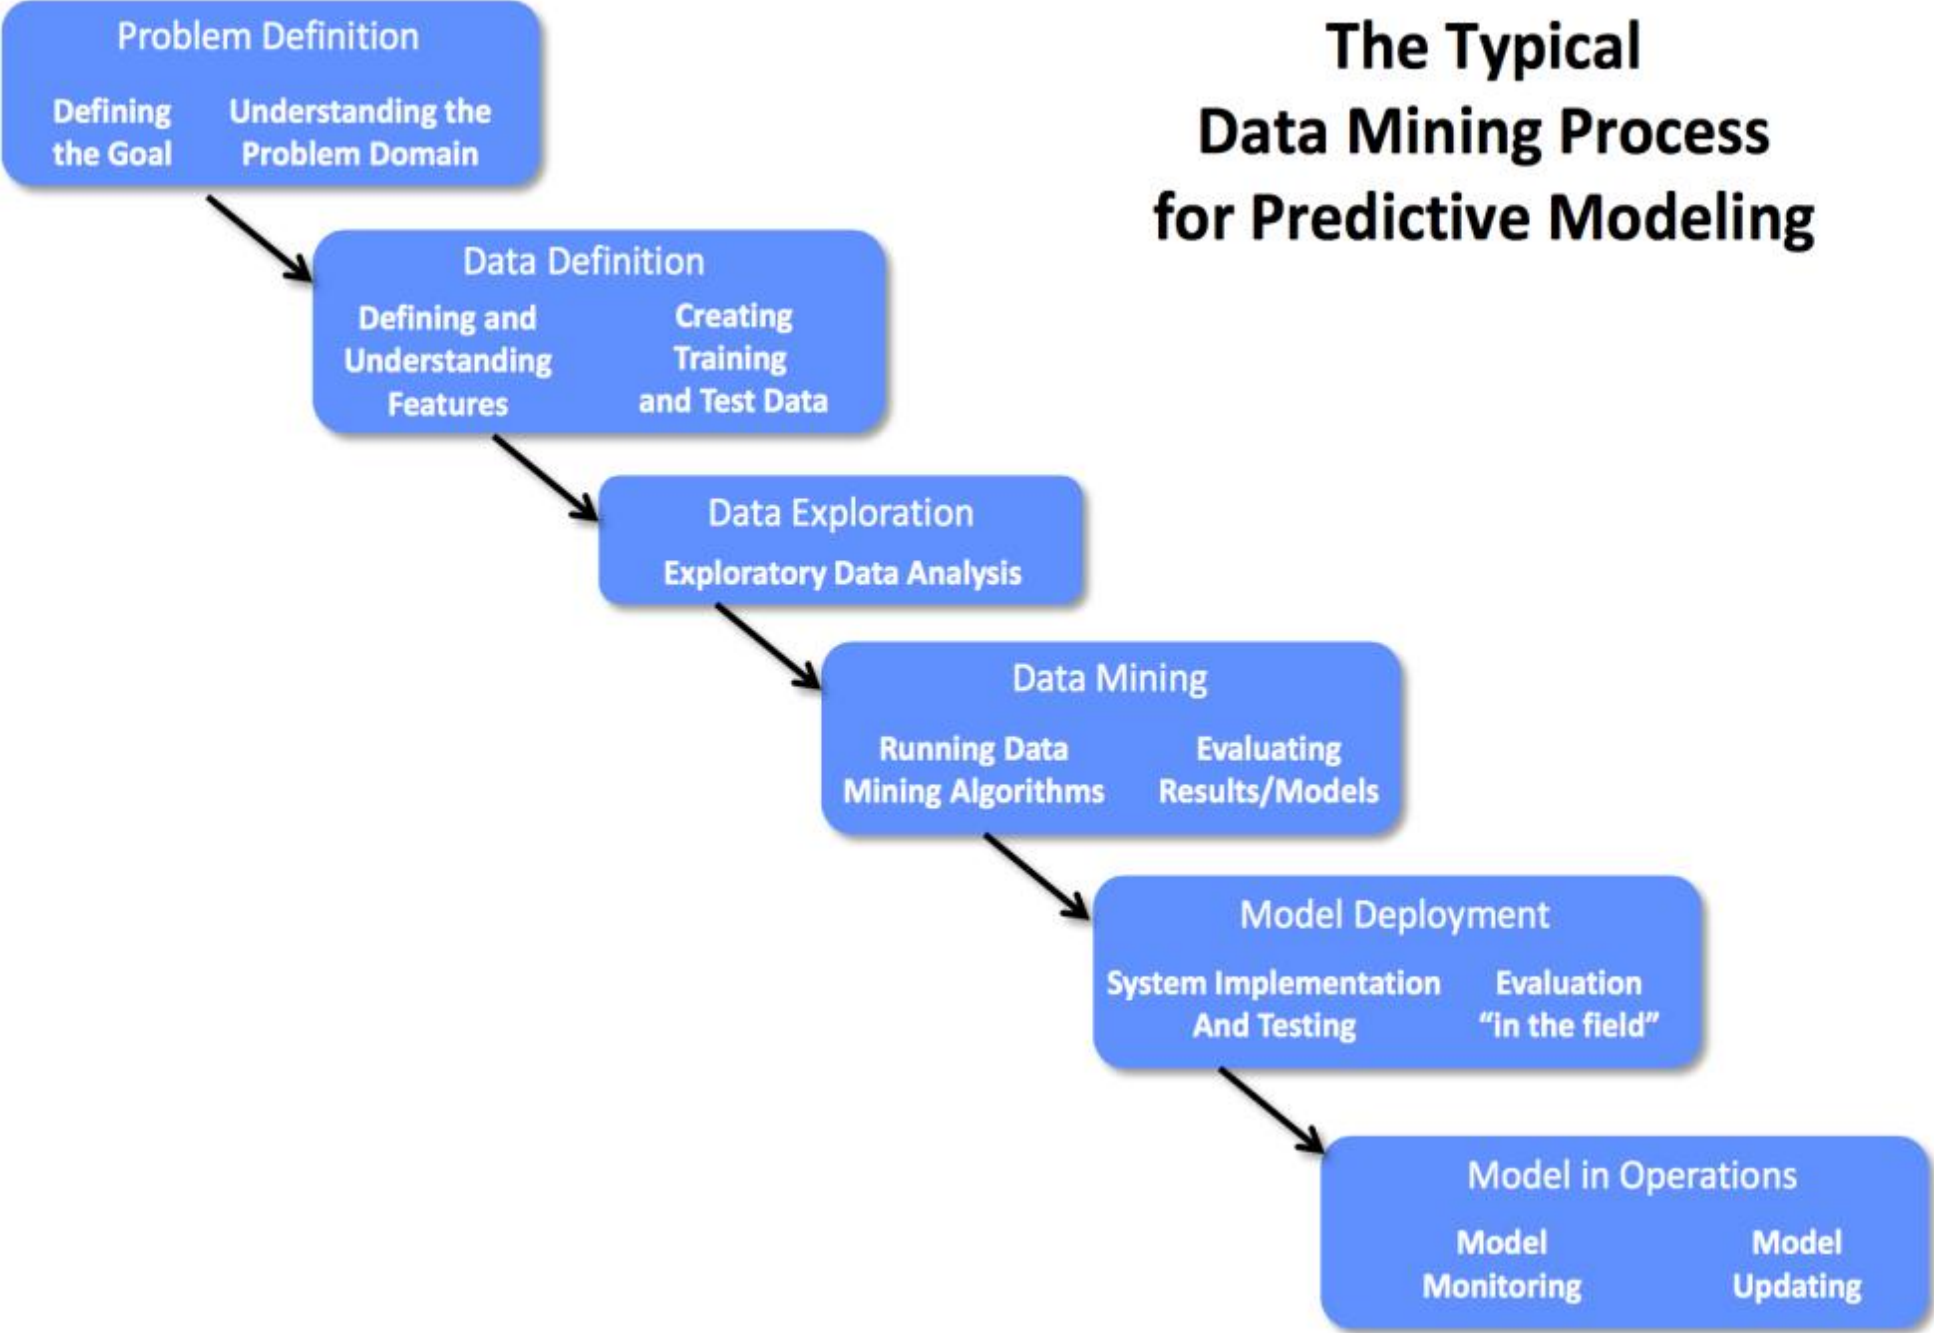 The Typical
Data Mining Process
for Predictive Modeling
Problem Definition
Defining
the Goal
Understanding the
Problem Domain
Data Definition
Defining and
Understanding
Features
Creating
Training
and Test Data
Data Exploration
Exploratory Data Analysis
Data Mining
Running Data
Mining Algorithms
Evaluating
Results/Models
Model Deployment
System Implementation
And Testing
Evaluation
“in the field”
Model in Operations
Model
Monitoring
Model
Updating